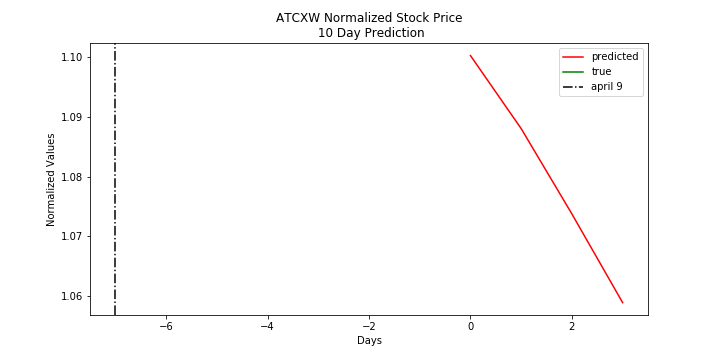 ATCXW Normalized Stock Price
10 Day Prediction
predicted
true
april 9
Normalized Values
1.10
1.09
1.08
1.07
1.06
−6
−4
−2
0
2
Days